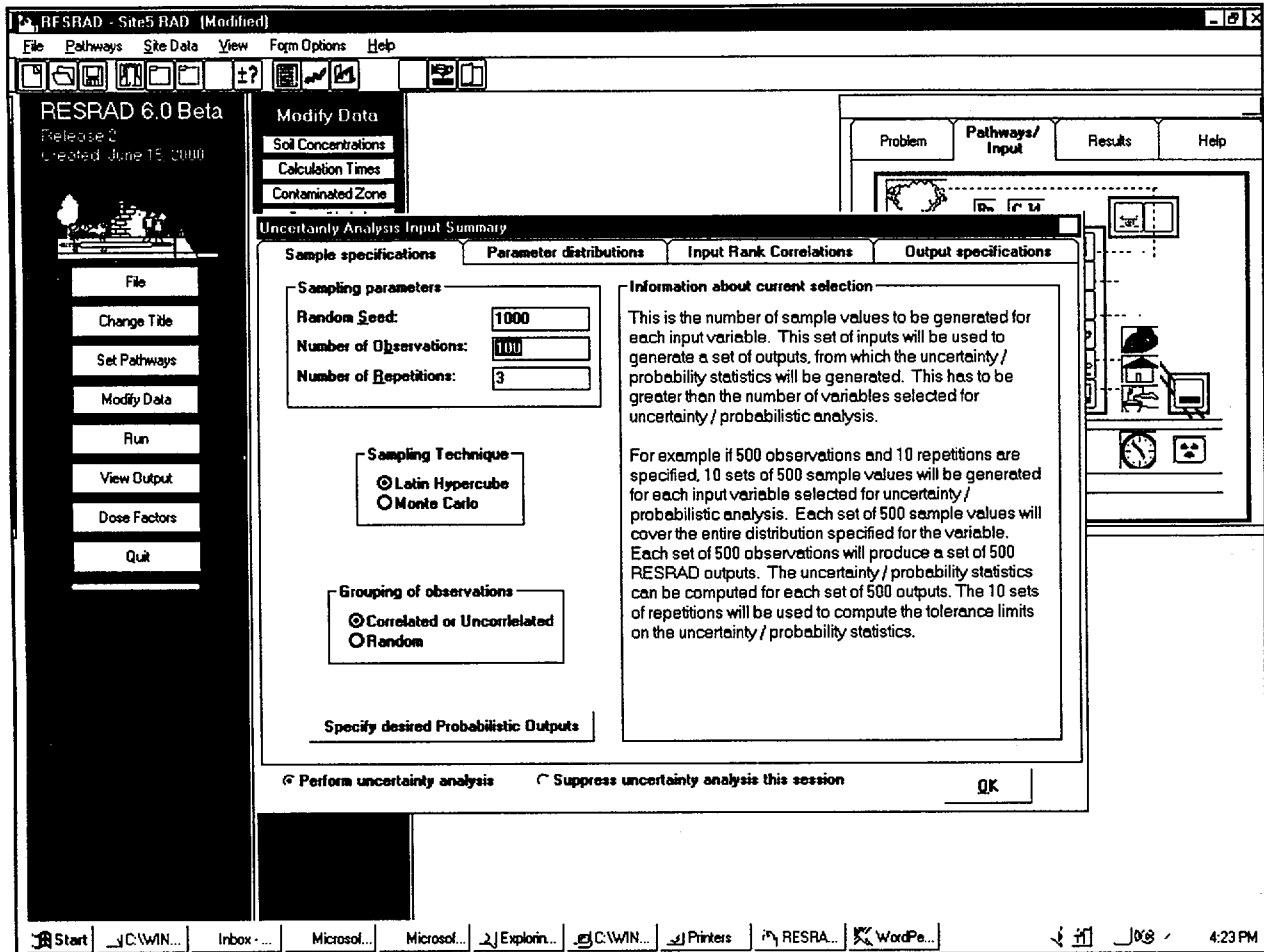 RESRAD - Site5 RAD (Modified)
File Pathways Site Data View Form Options Help
±?
RESRAD 6.0 Beta
Release 2
Created: June 15, 2000
File
Change Title
Set Pathways
Modify Data
Run
View Output
Dose Factors
Quit
Modify Data
Soil Concentrations
Calculation Times
Contaminated Zone
Problem
Pathways/
Input
Results
Help
Uncertainly Analysis Input Summary
Sample specifications
Parameter distributions
Input Rank Correlations
Output specifications
Sampling parameters
Random Seed: 1000
Number of Observations: 100
Number of Repetitions: 3
Sampling Technique
Latin Hypercube
Monte Carlo
Grouping of observations
Correlated or Uncorrlelated
Random
Specify desired Probabilistic Outputs
Information about current selection
This is the number of sample values to be generated for
each input variable. This set of inputs will be used to
generate a set of outputs, from which the uncertainty /
probability statistics will be generated. This has to be
greater than the number of variables selected for
uncertainty / probabilistic analysis.
For example if 500 observations and 10 repetitions are
specified, 10 sets of 500 sample values will be generated
for each input variable selected for uncertainty /
probabilistic analysis. Each set of 500 sample values will
cover the entire distribution specified for the variable.
Each set of 500 observations will produce a set of 500
RESRAD outputs. The uncertainty / probability statistics
can be computed for each set of 500 outputs. The 10 sets
of repetitions will be used to compute the tolerance limits
on the uncertainty / probability statistics.
Perform uncertainty analysis
Suppress uncertainty analysis this session
OK
Start C:\WIN... Inbox - ... Microsof... Microsof... Explorin... C:\WIN... Printers RESRA... WordPe... 4:23 PM